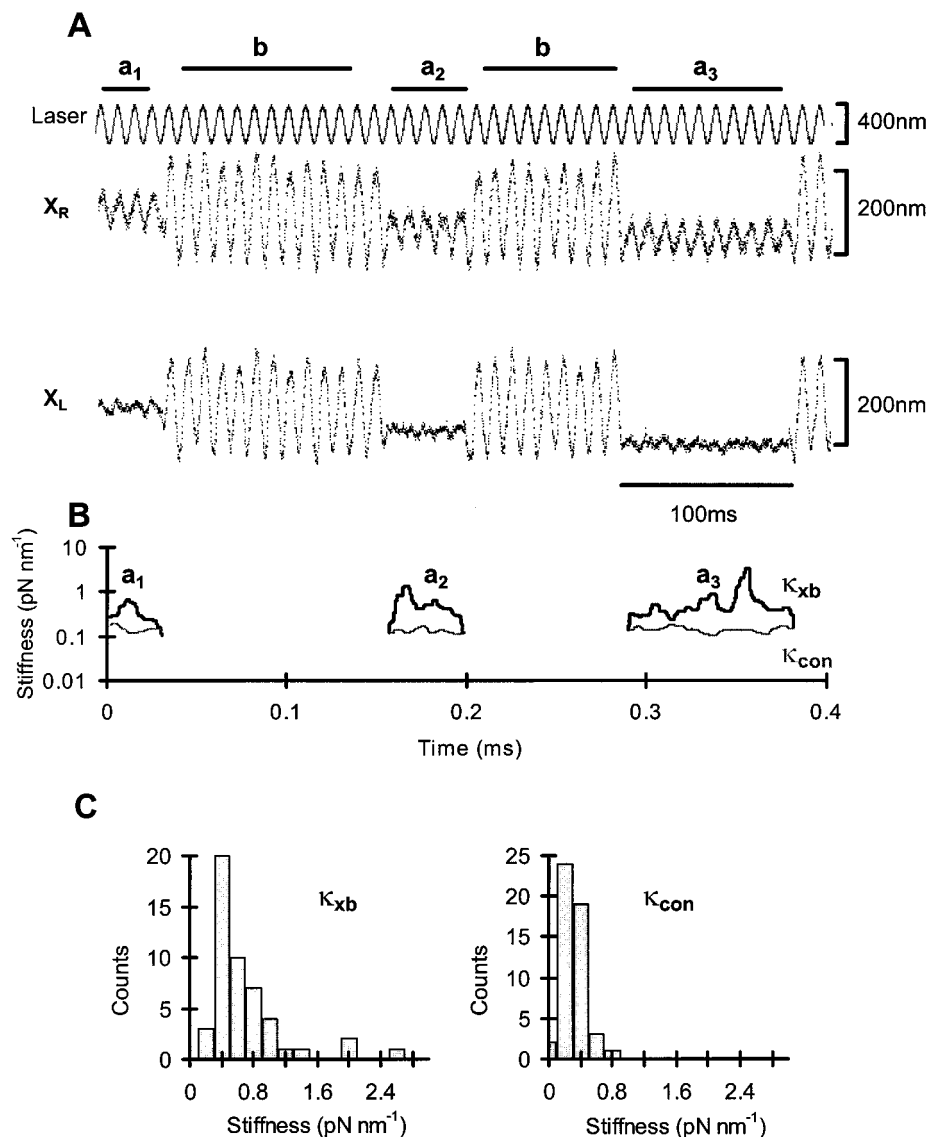 A
a1 b a2 b a3
Laser 400nm
XR 200nm
XL 200nm
100ms
B
Stiffness (pN nm-1)
10
1
0.1
0.01
a1 a2 a3 κxb
κcon
0 0.1 0.2 0.3 0.4
Time (ms)
C
Counts
20
15
10
5
0
κxb
0 0.8 1.6 2.4
Stiffness (pN nm-1)
Counts
25
20
15
10
5
0
κcon
0 0.8 1.6 2.4
Stiffness (pN nm-1)